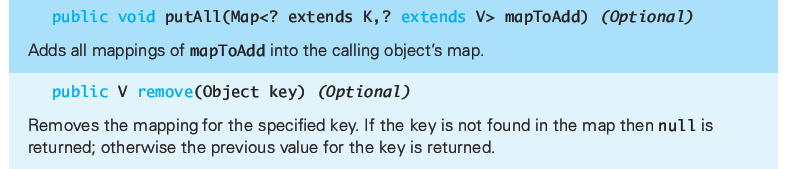 public void putAll(Map<? extends K,? extends V> mapToAdd) (Optional)
Adds all mappings of mapToAdd into the calling object’s map.
public V remove(Object key) (Optional)
Removes the mapping for the specified key. If the key is not found in the map then null is
returned; otherwise the previous value for the key is returned.